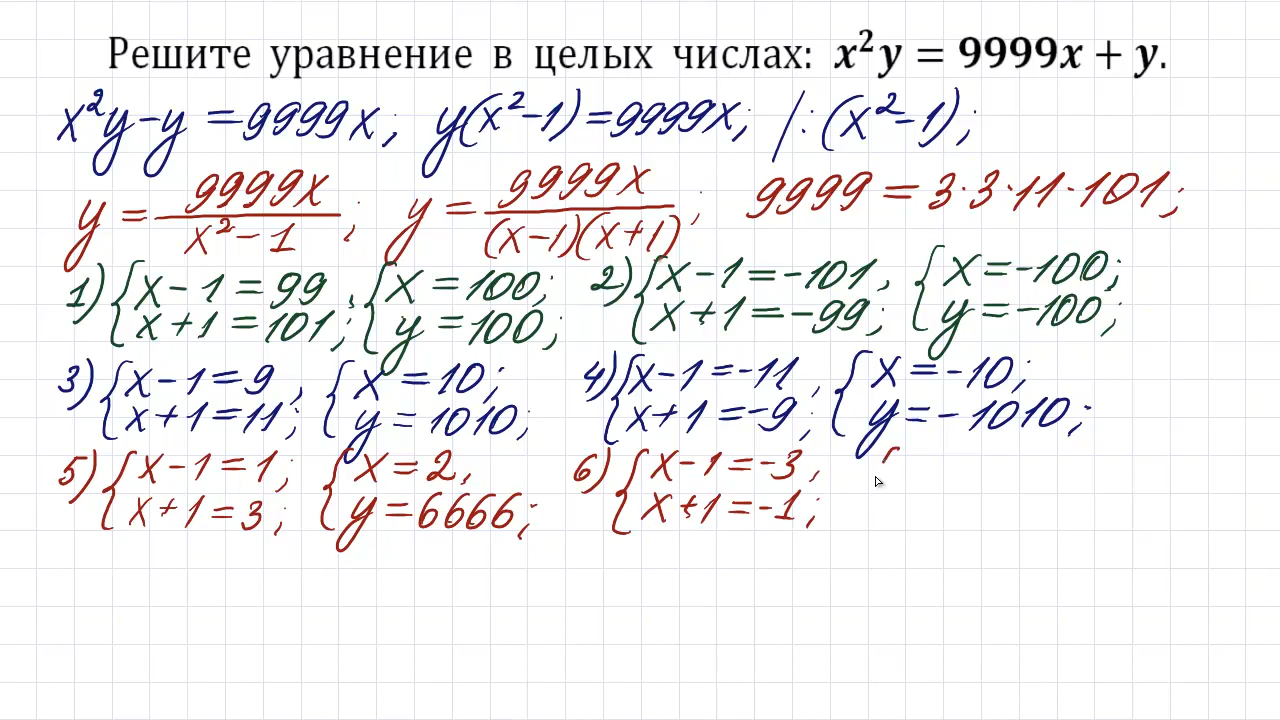 Решите уравнение в целых числах: x²y = 9999x + y.
x²y-y = 9999x; y(x²-1)=9999x; /:(x²-1);
y = 9999x/(x²-1); y = 9999x/((x-1)(x+1)); 9999 = 3·3·11·101;
1) {x-1=99, x+1=101; {x=100; y=100; 2) {x-1=-101, x+1=-99; {x=-100; y=-100;
3) {x-1=9, x+1=11; {x=10; y=1010; 4) {x-1=-11, x+1=-9; {x=-10; y=-1010;
5) {x-1=1; x+1=3; {x=2, y=6666; 6) {x-1=-3, x+1=-1;